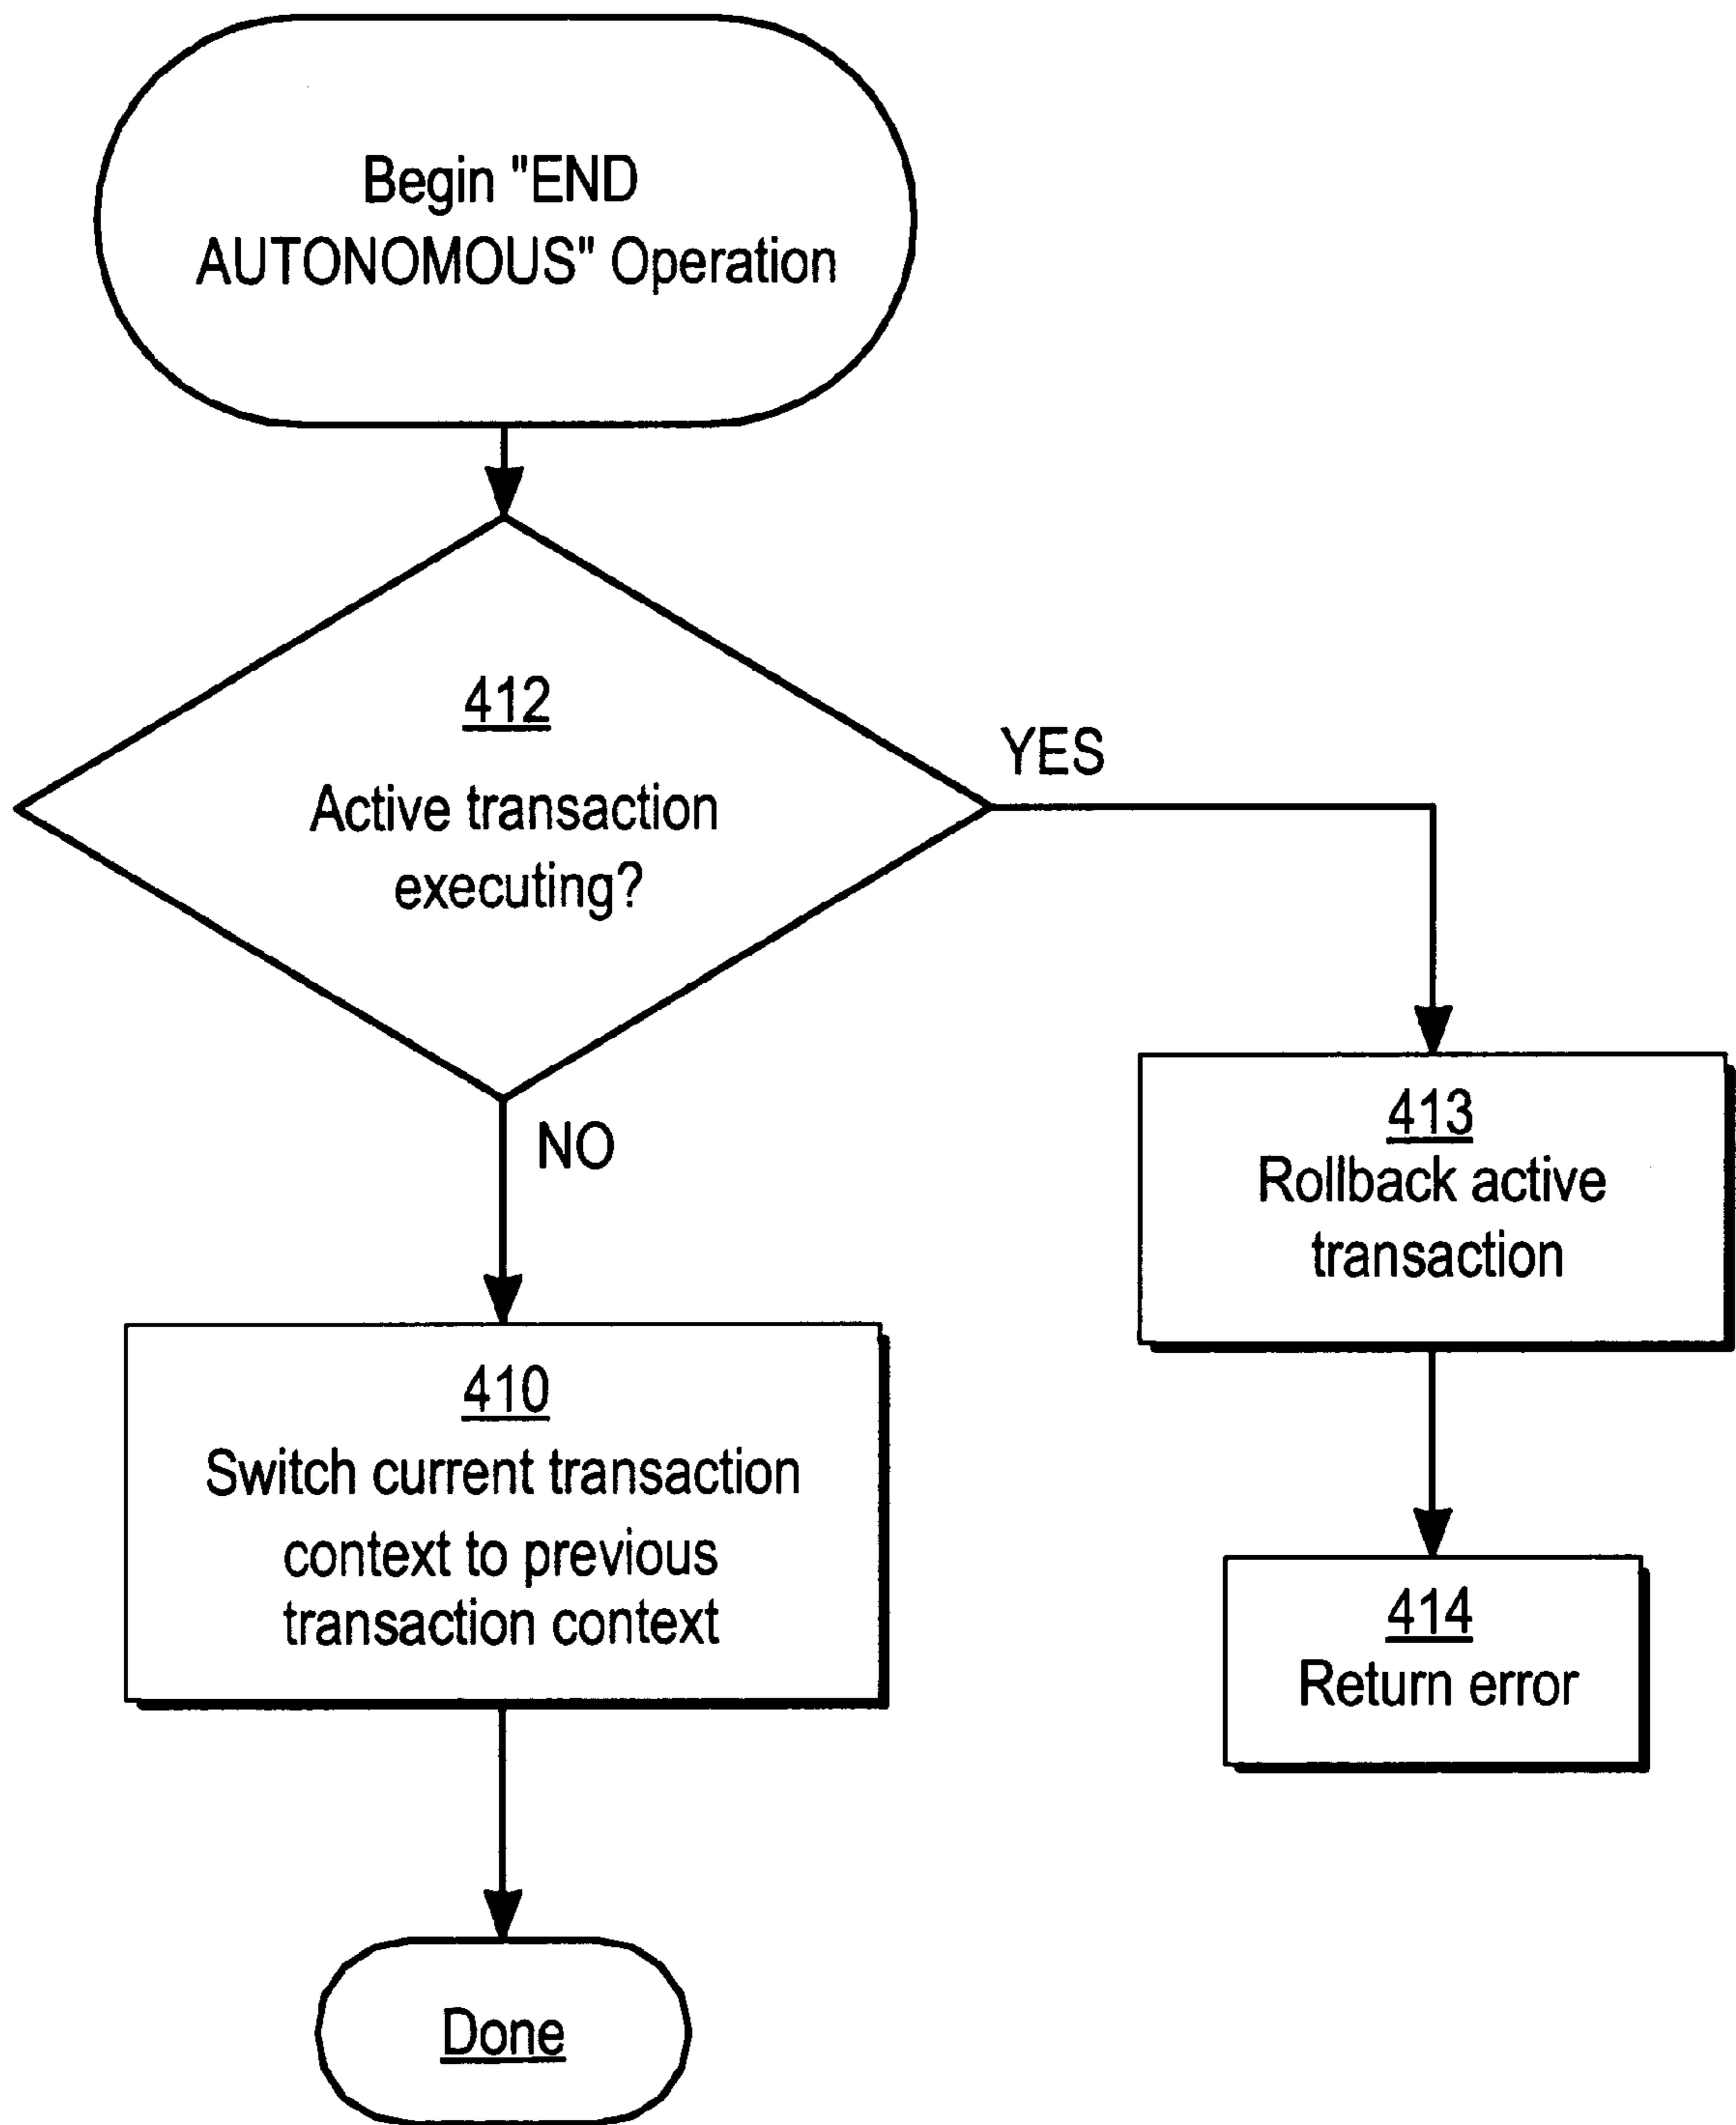 Begin "END
AUTONOMOUS" Operation
412
Active transaction
executing?
YES
NO
413
Rollback active
transaction
410
Switch current transaction
context to previous
transaction context
414
Return error
Done